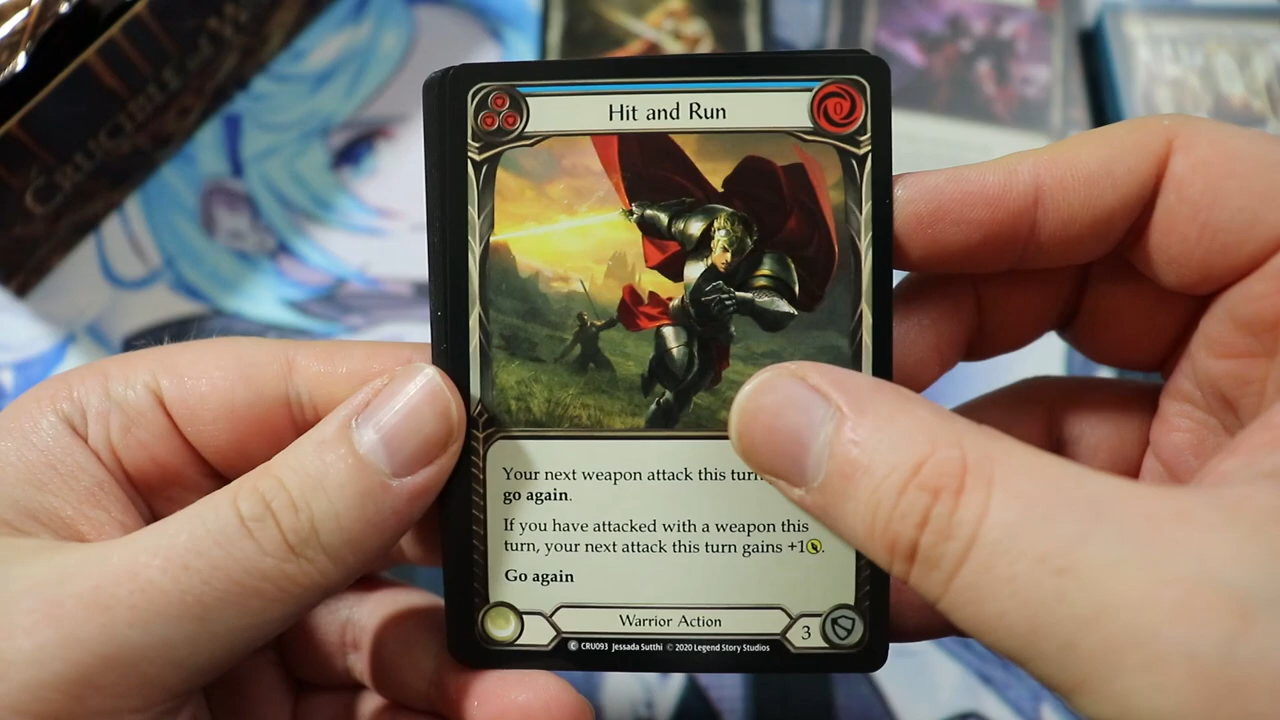 Hit and Run
0
Your next weapon attack this turn
go again.
If you have attacked with a weapon this
turn, your next attack this turn gains +1
Go again
Warrior Action
3
C CRU093 Jessada Sutthi © 2020 Legend Story Studios